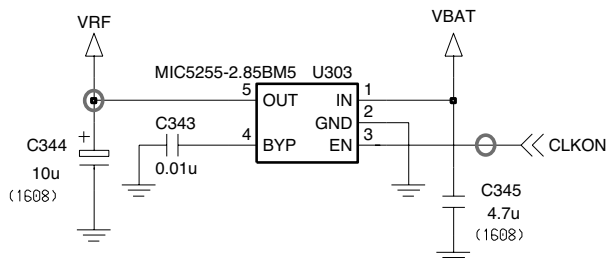 VRF
VBAT
MIC5255-2.85BM5 U303
5 OUT IN 1
GND 2
4 BYP EN 3
CLKON
C343
0.01u
+
C344
10u
(1608)
C345
4.7u
(1608)